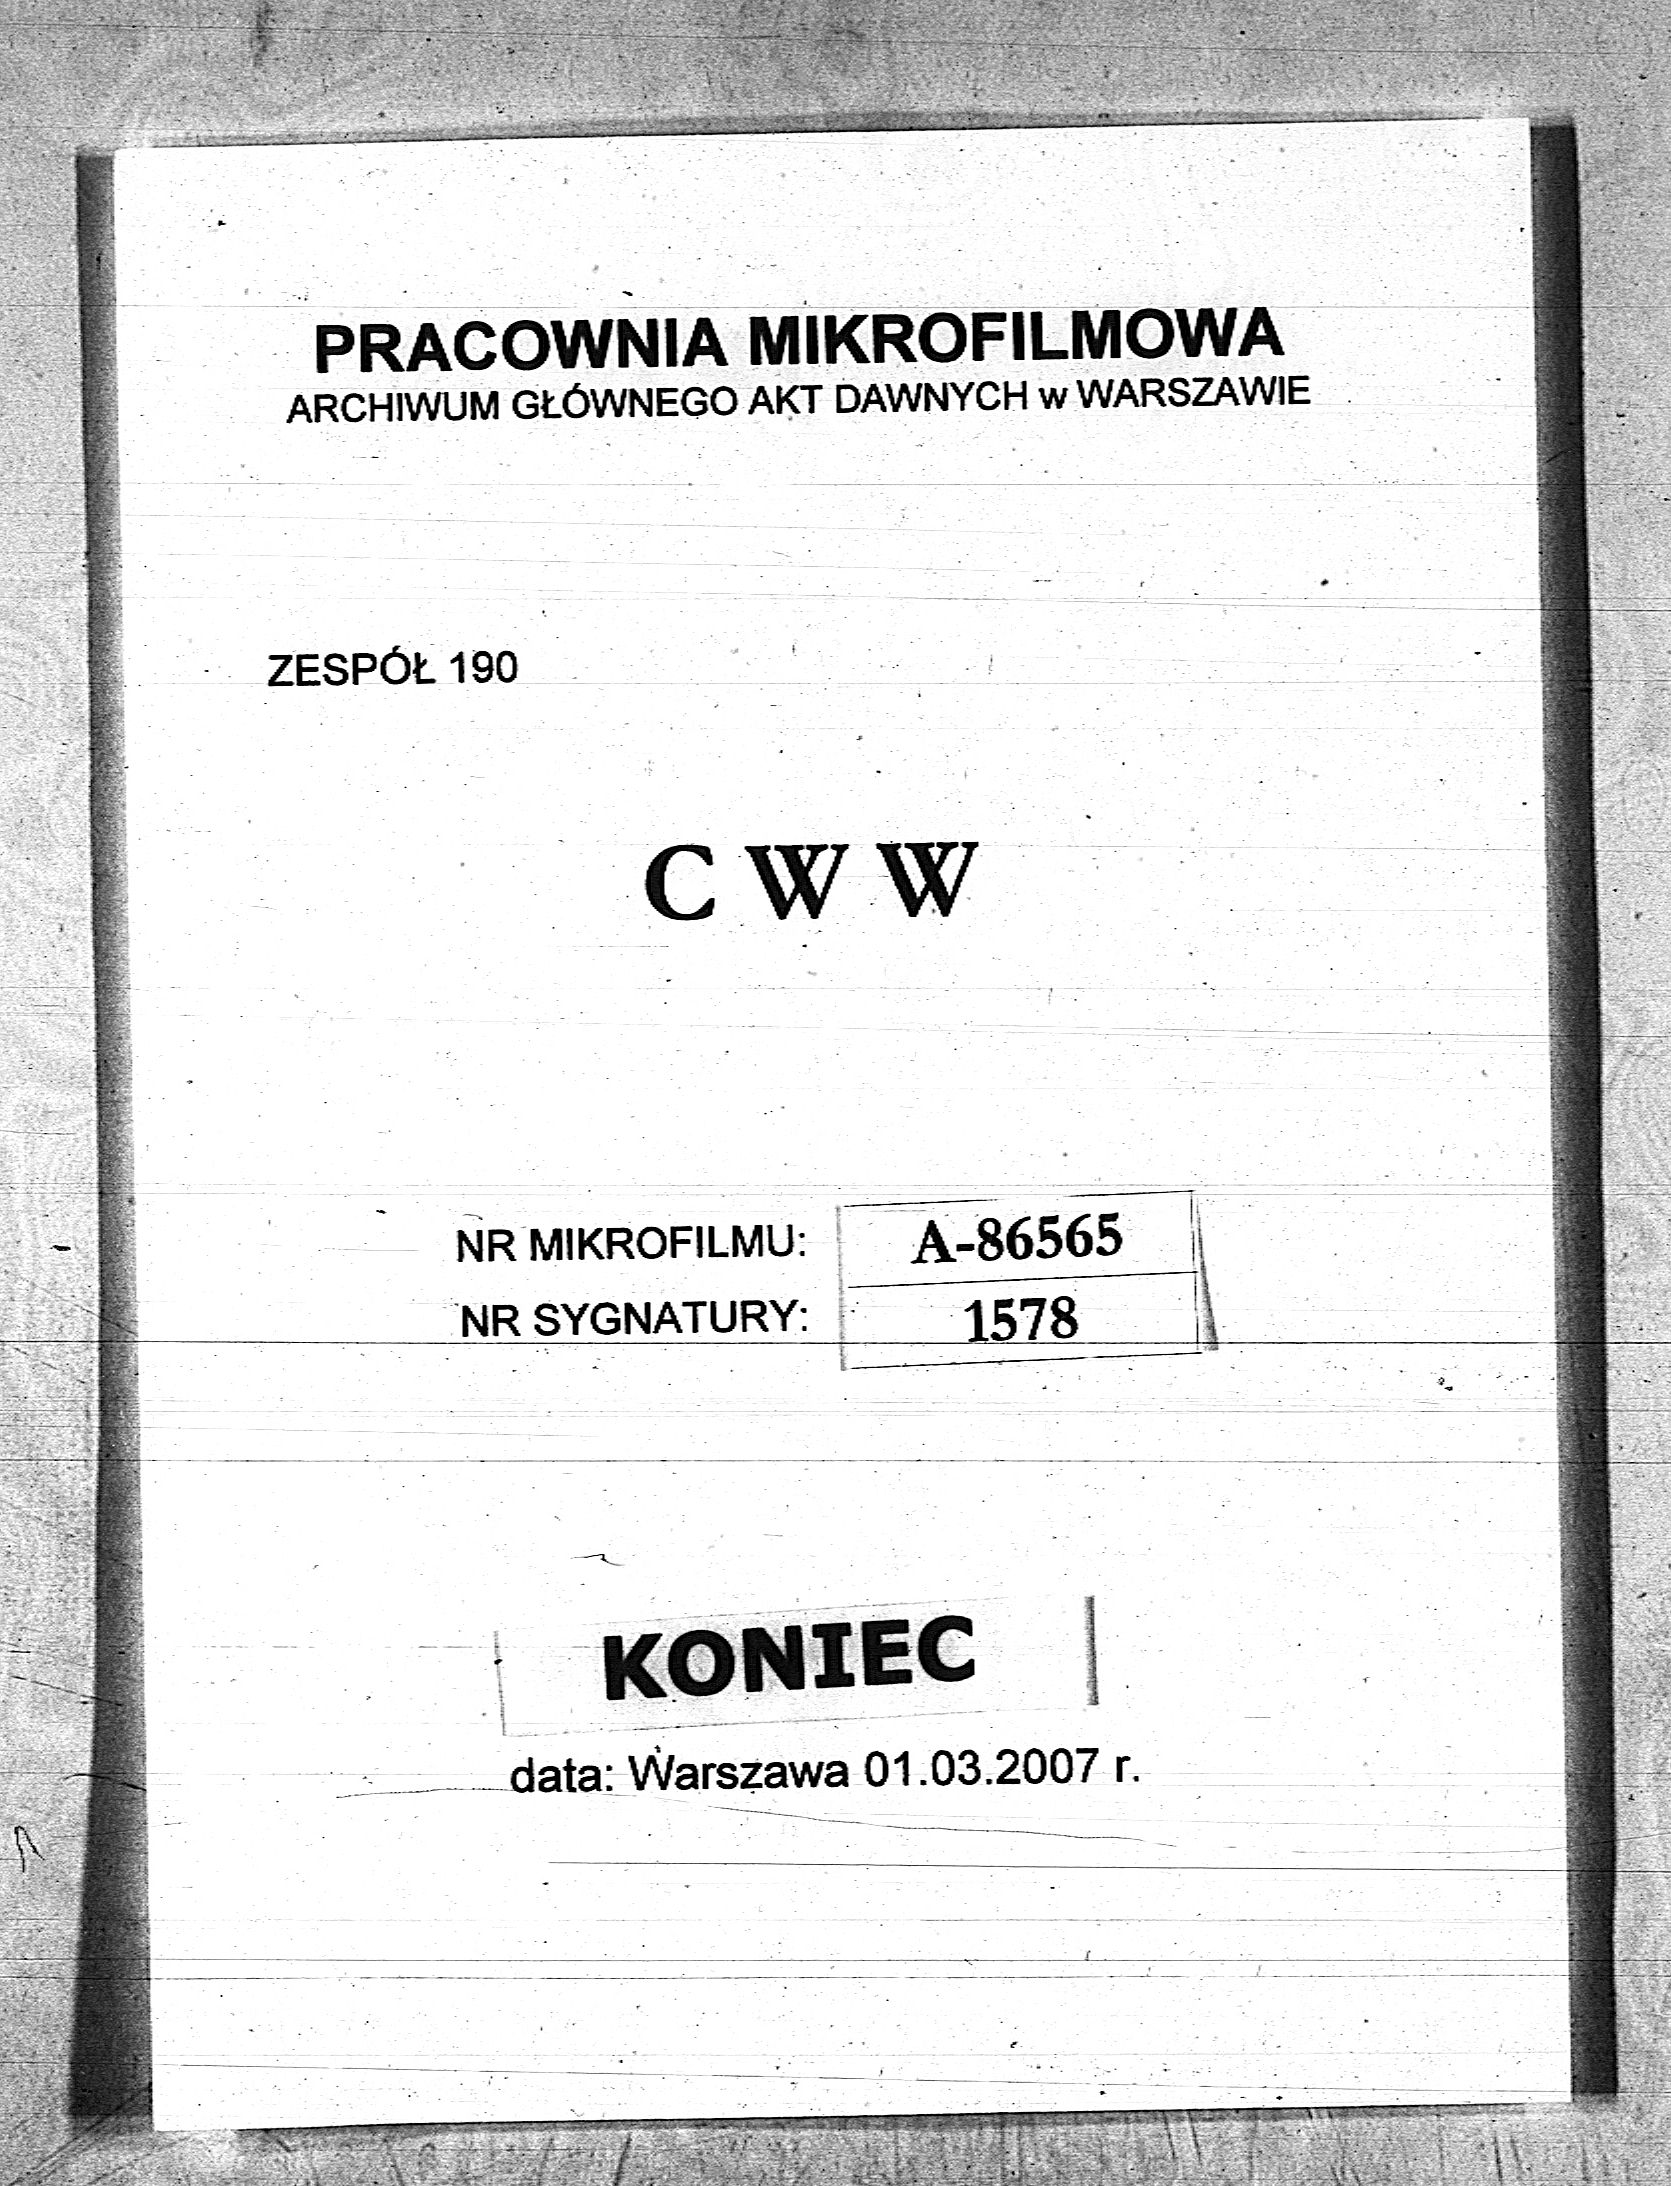 PRACOWNIA MIKROFILMOWA
ARCHIWUM GŁÓWNEGO AKT DAWNYCH w WARSZAWIE
ZESPÓŁ 190
C W W
NR MIKROFILMU: A-86565
NR SYGNATURY: 1578
KONIEC
data: Warszawa 01.03.2007 r.